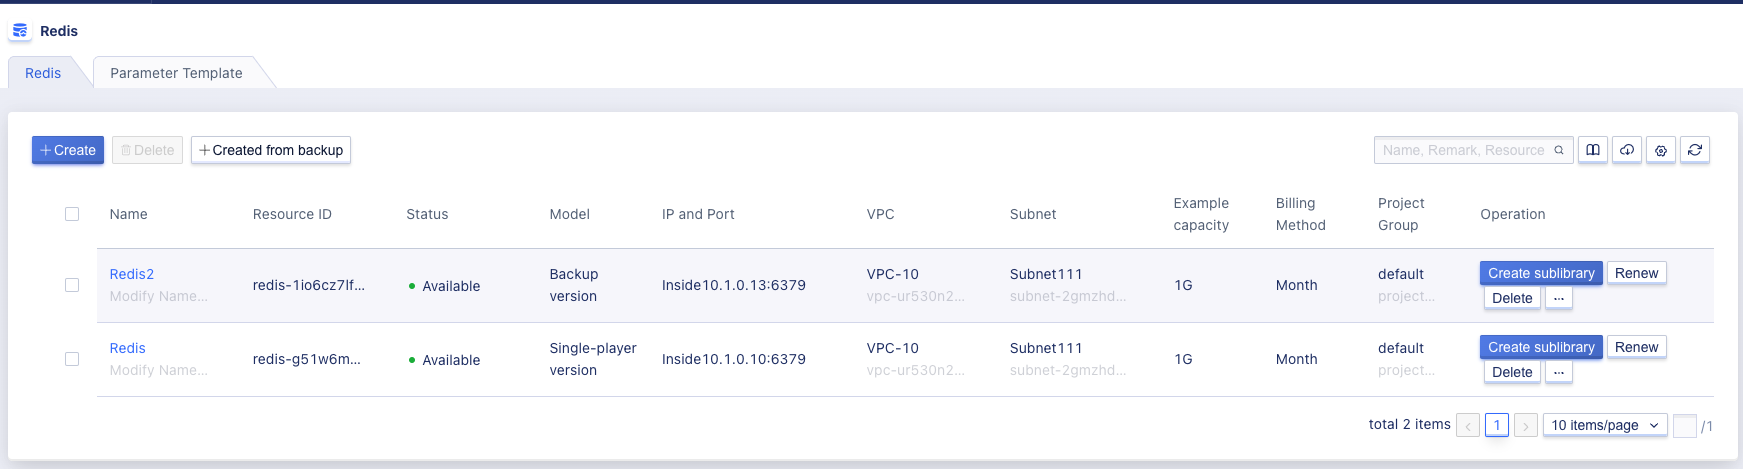 Redis
Redis
Parameter Template
Create
Delete
Created from backup
Name, Remark, Resource
Name
Resource ID
Status
Model
IP and Port
VPC
Subnet
Example
capacity
Billing
Method
Project
Group
Operation
Redis2
Modify Name...
redis-1io6cz7lf...
Available
Backup
version
Inside10.1.0.13:6379
VPC-10
vpc-ur530n2...
Subnet111
subnet-2gmzhd...
1G
Month
default
project...
Create sublibrary
Renew
Delete
...
Redis
Modify Name...
redis-g51w6m...
Available
Single-player
version
Inside10.1.0.10:6379
VPC-10
vpc-ur530n2...
Subnet111
subnet-2gmzhd...
1G
Month
default
project...
Create sublibrary
Renew
Delete
...
total 2 items
1
10 items/page
/1